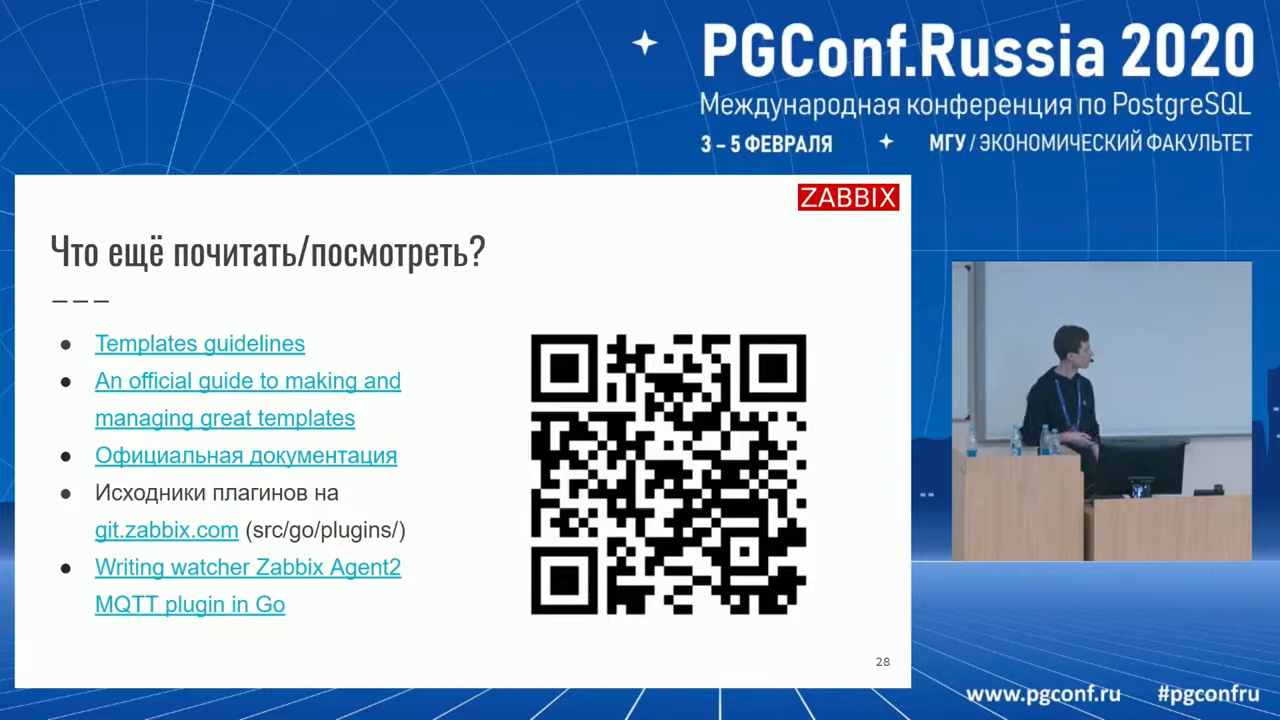 PGConf.Russia 2020
Международная конференция по PostgreSQL
3 – 5 ФЕВРАЛЯ
МГУ / ЭКОНОМИЧЕСКИЙ ФАКУЛЬТЕТ
ZABBIX
Что ещё почитать/посмотреть?
Templates guidelines
An official guide to making and
managing great templates
Официальная документация
Исходники плагинов на
git.zabbix.com (src/go/plugins/)
Writing watcher Zabbix Agent2
MQTT plugin in Go
28
www.pgconf.ru
#pgconfru